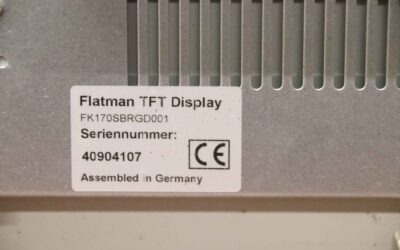 Flatman TFT Display
FK170SBRGD001
Seriennummer:
40904107
CE
Assembled in Germany